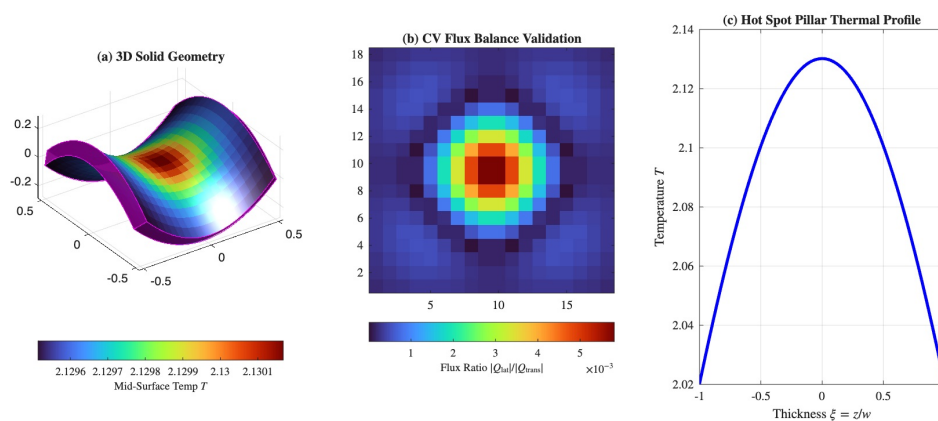 (a) 3D Solid Geometry
0.2
0
-0.2
0.5
0
-0.5
-0.5
0
0.5
2.1296 2.1297 2.1298 2.1299 2.13 2.1301
Mid-Surface Temp T
(b) CV Flux Balance Validation
18
16
14
12
10
8
6
4
2
5 10 15
1 2 3 4 5
×10⁻³
Flux Ratio |Qlat|/|Qtrans|
(c) Hot Spot Pillar Thermal Profile
2.14
2.12
2.1
2.08
2.06
2.04
2.02
Temperature T
-1 -0.5 0 0.5
Thickness ξ = z/w